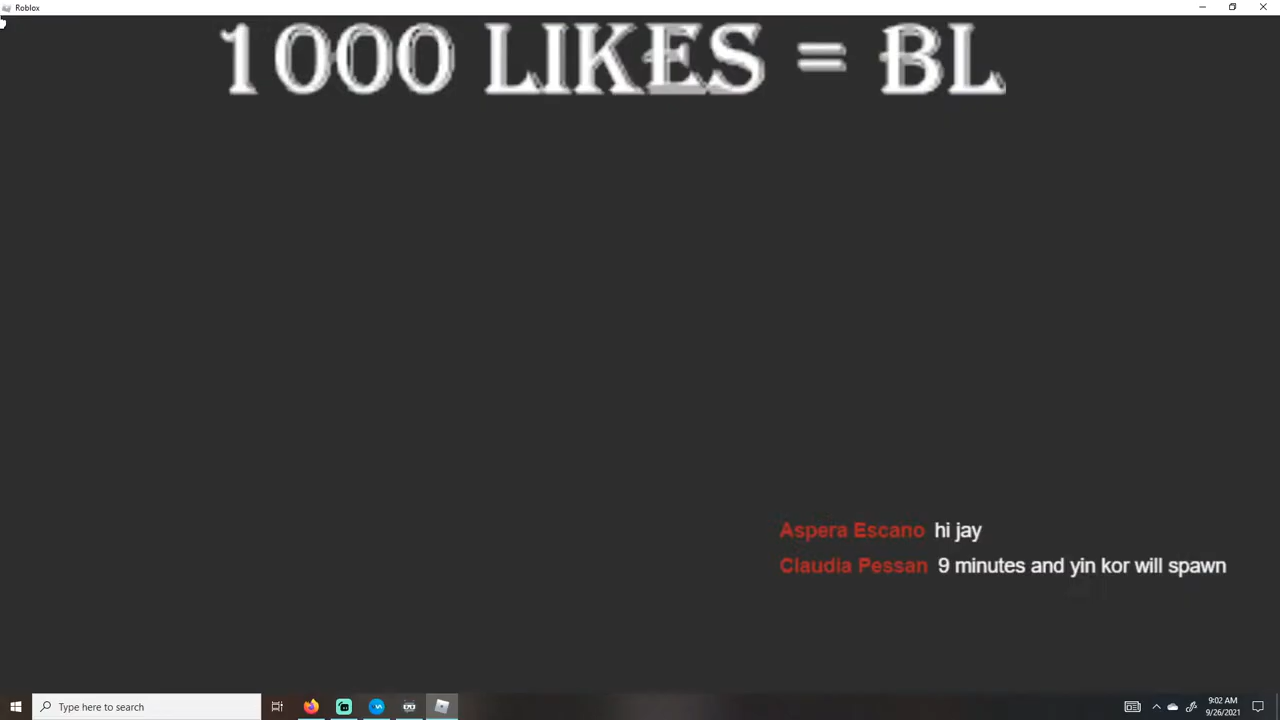 Roblox
1000 LIKES = BL
Aspera Escano hi jay
Claudia Pessan 9 minutes and yin kor will spawn
Type here to search
9:02 AM
9/26/2021